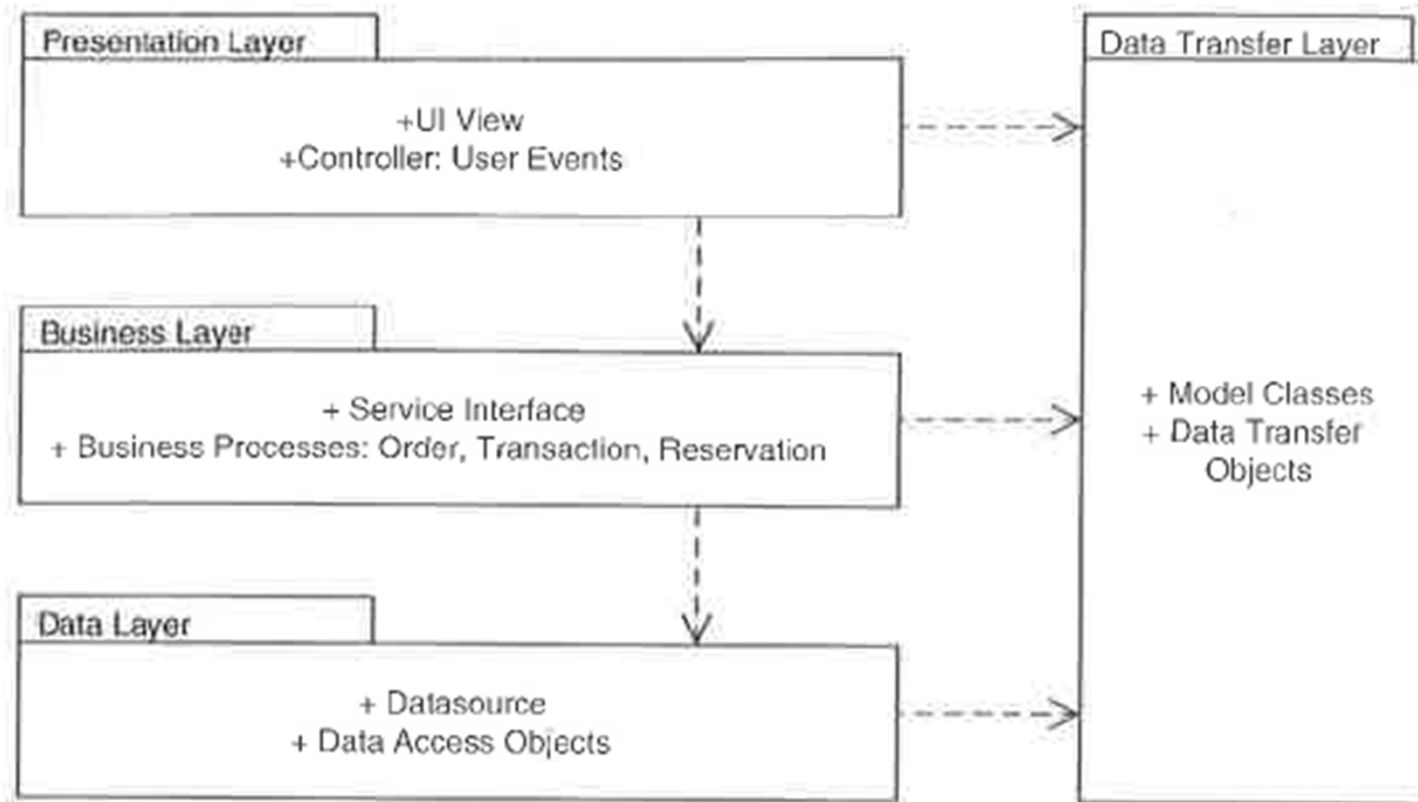 Presentation Layer
+UI View
+Controller: User Events
Business Layer
+ Service Interface
+ Business Processes: Order, Transaction, Reservation
Data Layer
+ Datasource
+ Data Access Objects
Data Transfer Layer
+ Model Classes
+ Data Transfer
Objects